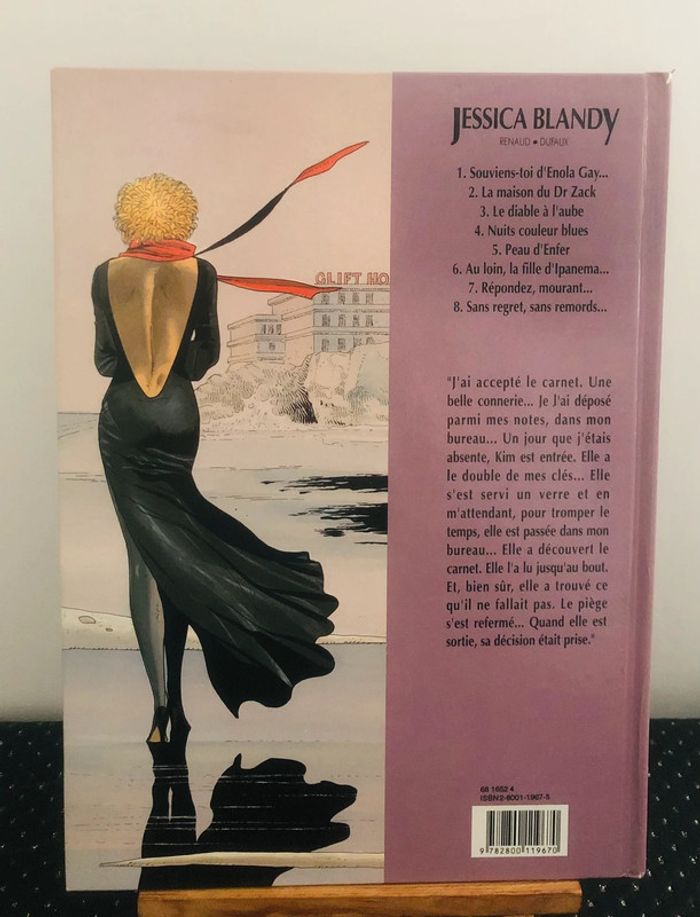 GLIFT HO
JESSICA BLANDY
RENAUD • DUFAUX
1. Souviens-toi d'Enola Gay...
2. La maison du Dr Zack
3. Le diable à l'aube
4. Nuits couleur blues
5. Peau d'Enfer
6. Au loin, la fille d'Ipanema...
7. Répondez, mourant...
8. Sans regret, sans remords...
"J'ai accepté le carnet. Une
belle connerie... Je J'ai déposé
parmi mes notes, dans mon
bureau... Un jour que j'étais
absente, Kim est entrée. Elle a
le double de mes clés... Elle
s'est servi un verre et en
m'attendant, pour tromper le
temps, elle est passée dans mon
bureau... Elle a découvert le
carnet. Elle l'a lu jusqu'au bout.
Et, bien sûr, elle a trouvé ce
qu'il ne fallait pas. Le piège
s'est refermé... Quand elle est
sortie, sa décision était prise."
68 1652 4
ISBN 2-8001-1967-5
9 782800 119670